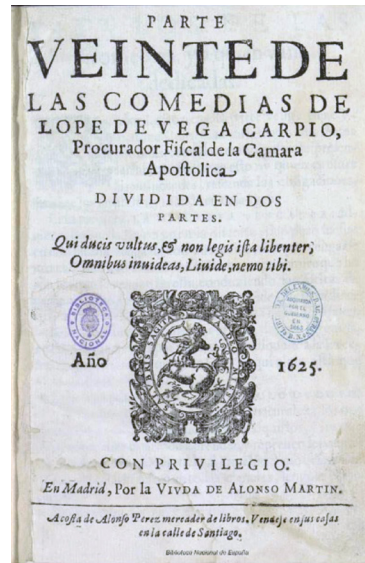 PARTE
VEINTE DE
LAS COMEDIAS DE
LOPE DE VEGA CARPIO,
Procurador Fiſcal de la Camara
Apoſtolica
DIVIDIDA EN DOS
PARTES.
Qui ducis vultus, & non legis iſta libenter,
Omnibus inuideas, Liuide, nemo tibi.
Año 1625.
CON PRIVILEGIO.
En Madrid, Por la VIVDA DE ALONSO MARTIN.
A coſta de Alonſo Perez mercader de libros. Vendeſe en ſus caſas
en la calle de Santiago.
Biblioteca Nacional de España